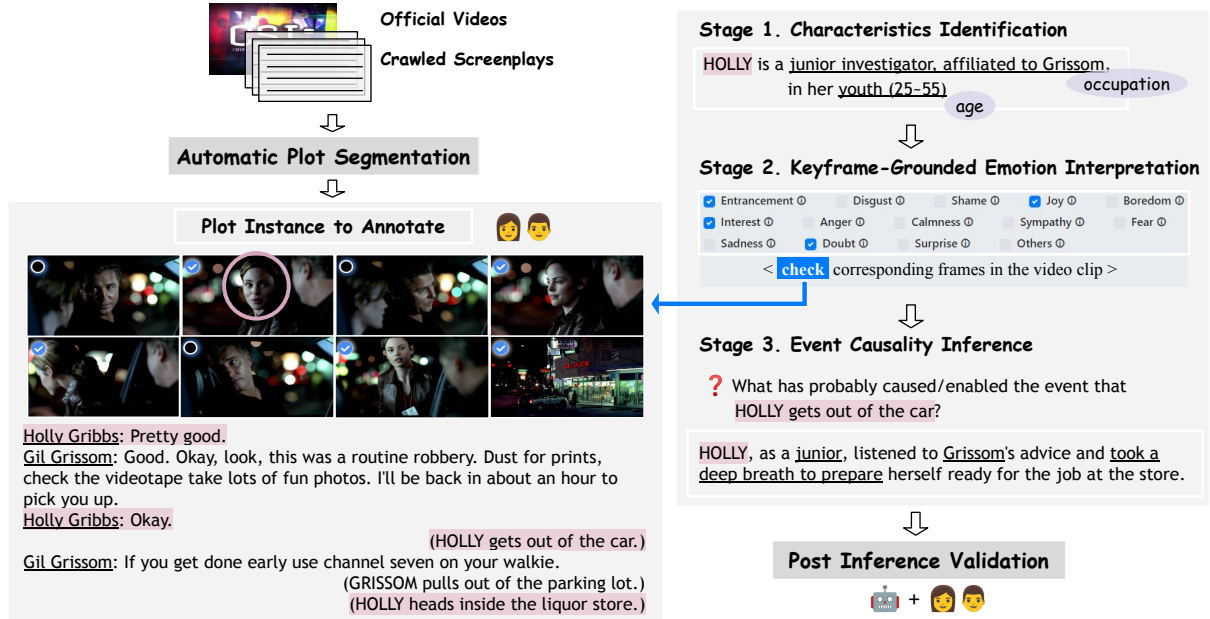 CSI:
Official Videos
Crawled Screenplays
Automatic Plot Segmentation
Plot Instance to Annotate
Holly Gribbs: Pretty good.
Gil Grissom: Good. Okay, look, this was a routine robbery. Dust for prints,
check the videotape take lots of fun photos. I'll be back in about an hour to
pick you up.
Holly Gribbs: Okay.
(HOLLY gets out of the car.)
Gil Grissom: If you get done early use channel seven on your walkie.
(GRISSOM pulls out of the parking lot.)
(HOLLY heads inside the liquor store.)
Stage 1. Characteristics Identification
HOLLY is a junior investigator, affiliated to Grissom,
in her youth (25~55)
occupation
age
Stage 2. Keyframe-Grounded Emotion Interpretation
Entrancement Disgust Shame Joy Boredom
Interest Anger Calmness Sympathy Fear
Sadness Doubt Surprise Others
< check corresponding frames in the video clip >
Stage 3. Event Causality Inference
? What has probably caused/enabled the event that
HOLLY gets out of the car?
HOLLY, as a junior, listened to Grissom's advice and took a
deep breath to prepare herself ready for the job at the store.
Post Inference Validation
+